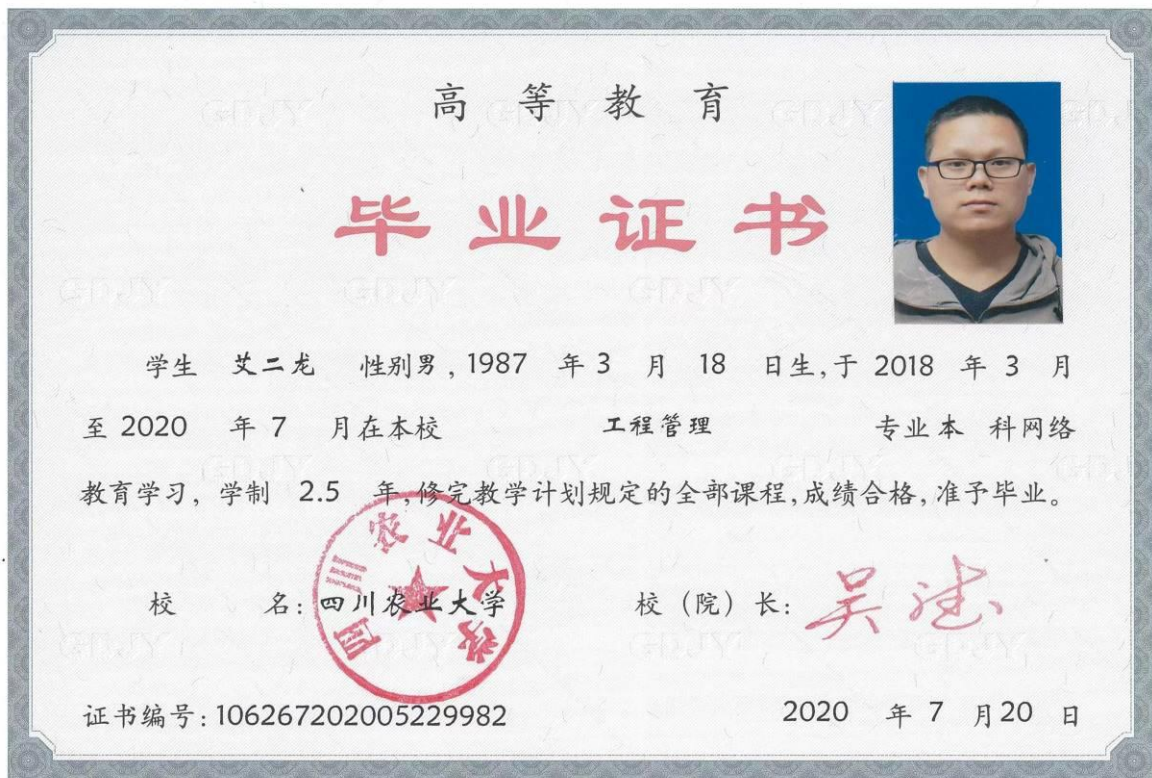 高等教育
毕业证书
学生 艾二龙 性别男,1987 年 3 月 18 日生,于 2018 年 3 月
至 2020 年 7 月在本校 工程管理 专业本 科网络
教育学习,学制 2.5 年,修完教学计划规定的全部课程,成绩合格,准予毕业。
校 名:四川农业大学 校(院)长:
四川农业大学
证书编号:106267202005229982 2020 年 7 月 20 日
GDJY